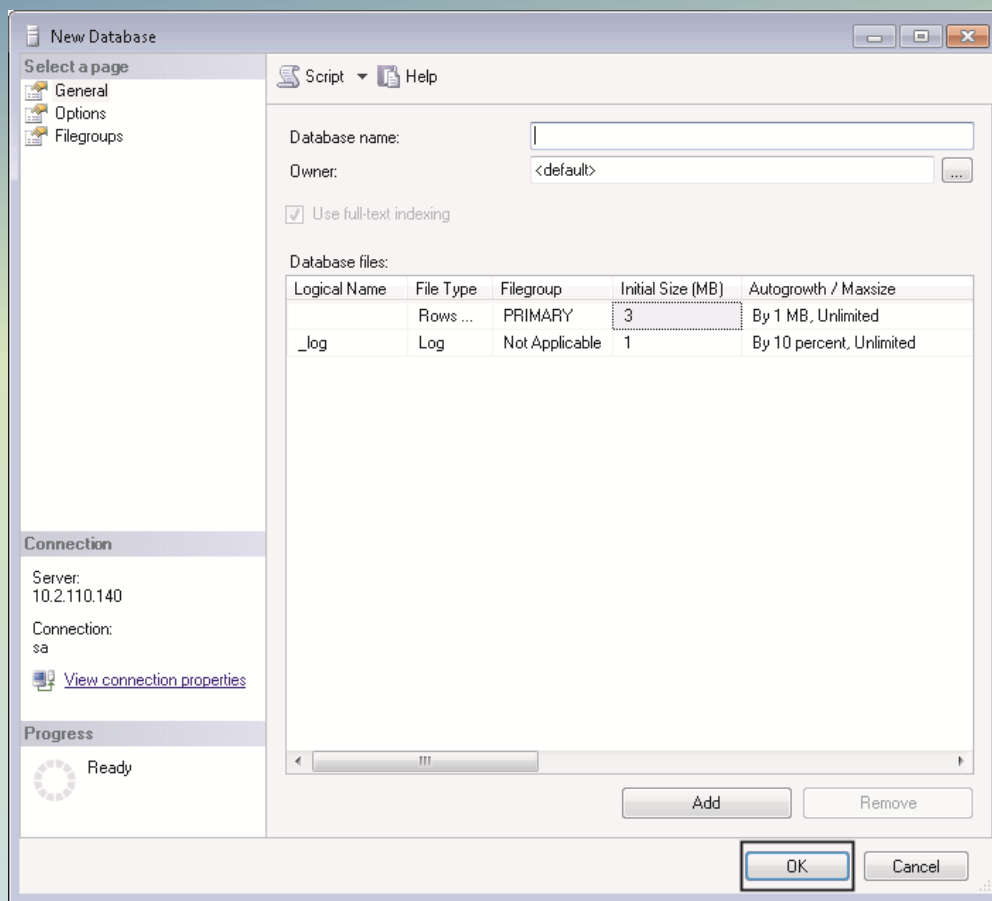 New Database
Select a page
General
Options
Filegroups
Script Help
Database name:
Owner: <default> ...
Use full-text indexing
Database files:
Logical Name File Type Filegroup Initial Size (MB) Autogrowth / Maxsize
Rows ... PRIMARY 3 By 1 MB, Unlimited
_log Log Not Applicable 1 By 10 percent, Unlimited
Connection
Server:
10.2.110.140
Connection:
sa
View connection properties
Progress
Ready
Add Remove
OK Cancel